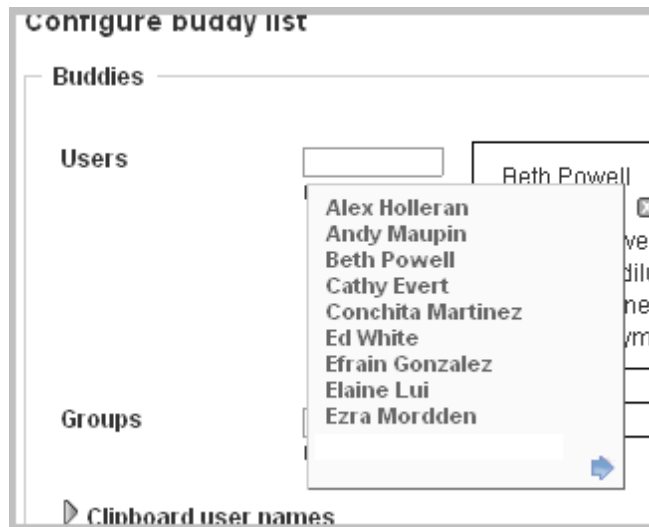 Configure buddy list
Buddies
Users
Beth Powell
Alex Holleran
Andy Maupin
Beth Powell
Cathy Evert
Conchita Martinez
Ed White
Efrain Gonzalez
Elaine Lui
Ezra Mordden
Groups
Clipboard user names